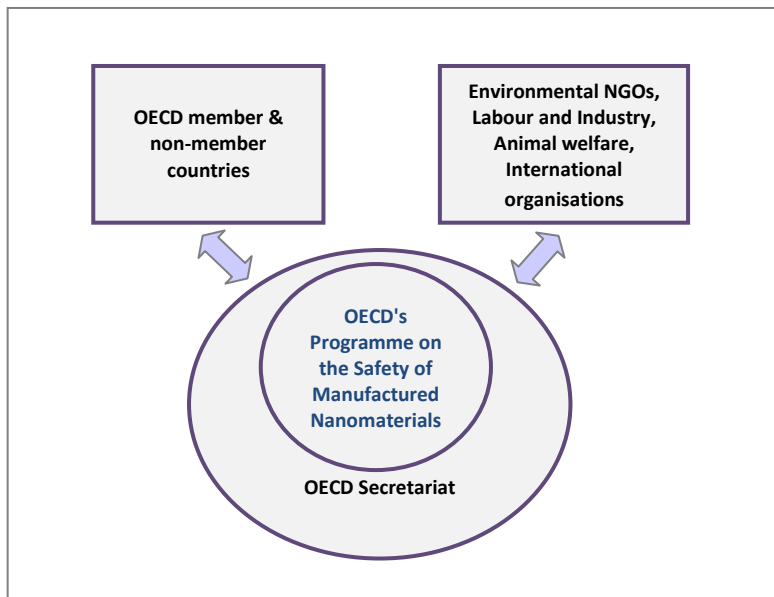 OECD member &
non-member
countries
Environmental NGOs,
Labour and Industry,
Animal welfare,
International
organisations
OECD's
Programme on
the Safety of
Manufactured
Nanomaterials
OECD Secretariat